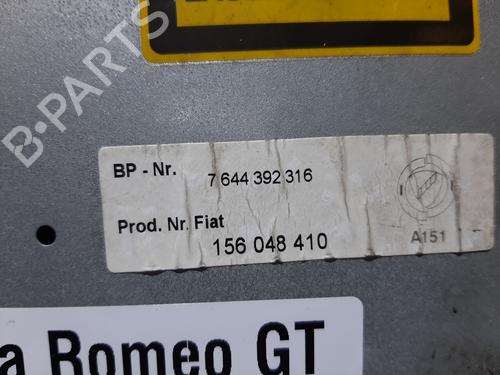 B-PARTS
BP - Nr. 7 644 392 316
Prod. Nr. Fiat
156 048 410
A151
a Romeo GT